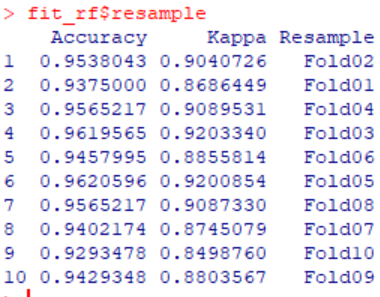 > fit_rf$resample
Accuracy Kappa Resample
1 0.9538043 0.9040726 Fold02
2 0.9375000 0.8686449 Fold01
3 0.9565217 0.9089531 Fold04
4 0.9619565 0.9203340 Fold03
5 0.9457995 0.8855814 Fold06
6 0.9620596 0.9200854 Fold05
7 0.9565217 0.9087330 Fold08
8 0.9402174 0.8745079 Fold07
9 0.9293478 0.8498760 Fold10
10 0.9429348 0.8803567 Fold09